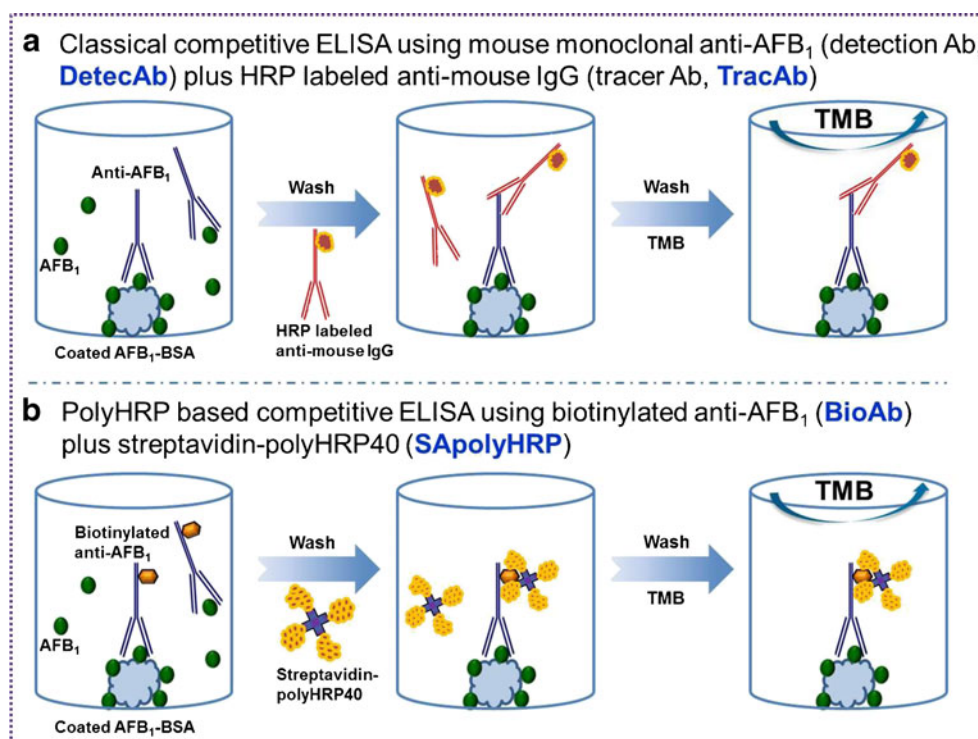 a Classical competitive ELISA using mouse monoclonal anti-AFB₁ (detection Ab,
DetecAb) plus HRP labeled anti-mouse IgG (tracer Ab, TracAb)
Anti-AFB₁
AFB₁
Coated AFB₁-BSA
Wash
HRP labeled
anti-mouse IgG
Wash
TMB
TMB
b PolyHRP based competitive ELISA using biotinylated anti-AFB₁ (BioAb)
plus streptavidin-polyHRP40 (SApolyHRP)
Biotinylated
anti-AFB₁
AFB₁
Coated AFB₁-BSA
Wash
Streptavidin-
polyHRP40
Wash
TMB
TMB